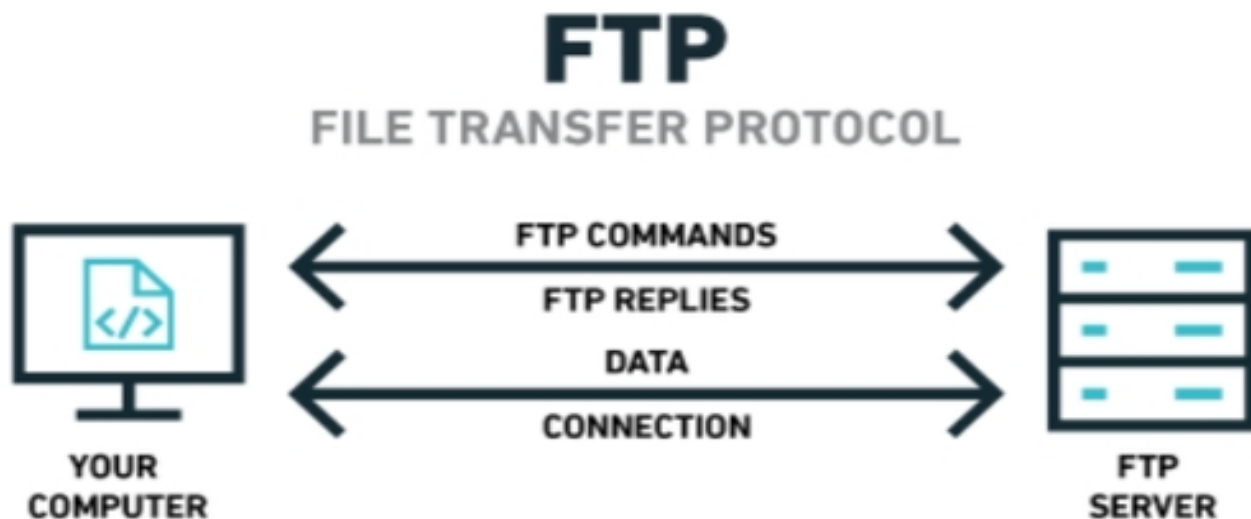 FTP
FILE TRANSFER PROTOCOL
FTP COMMANDS
FTP REPLIES
DATA
CONNECTION
</>
YOUR
COMPUTER
FTP
SERVER